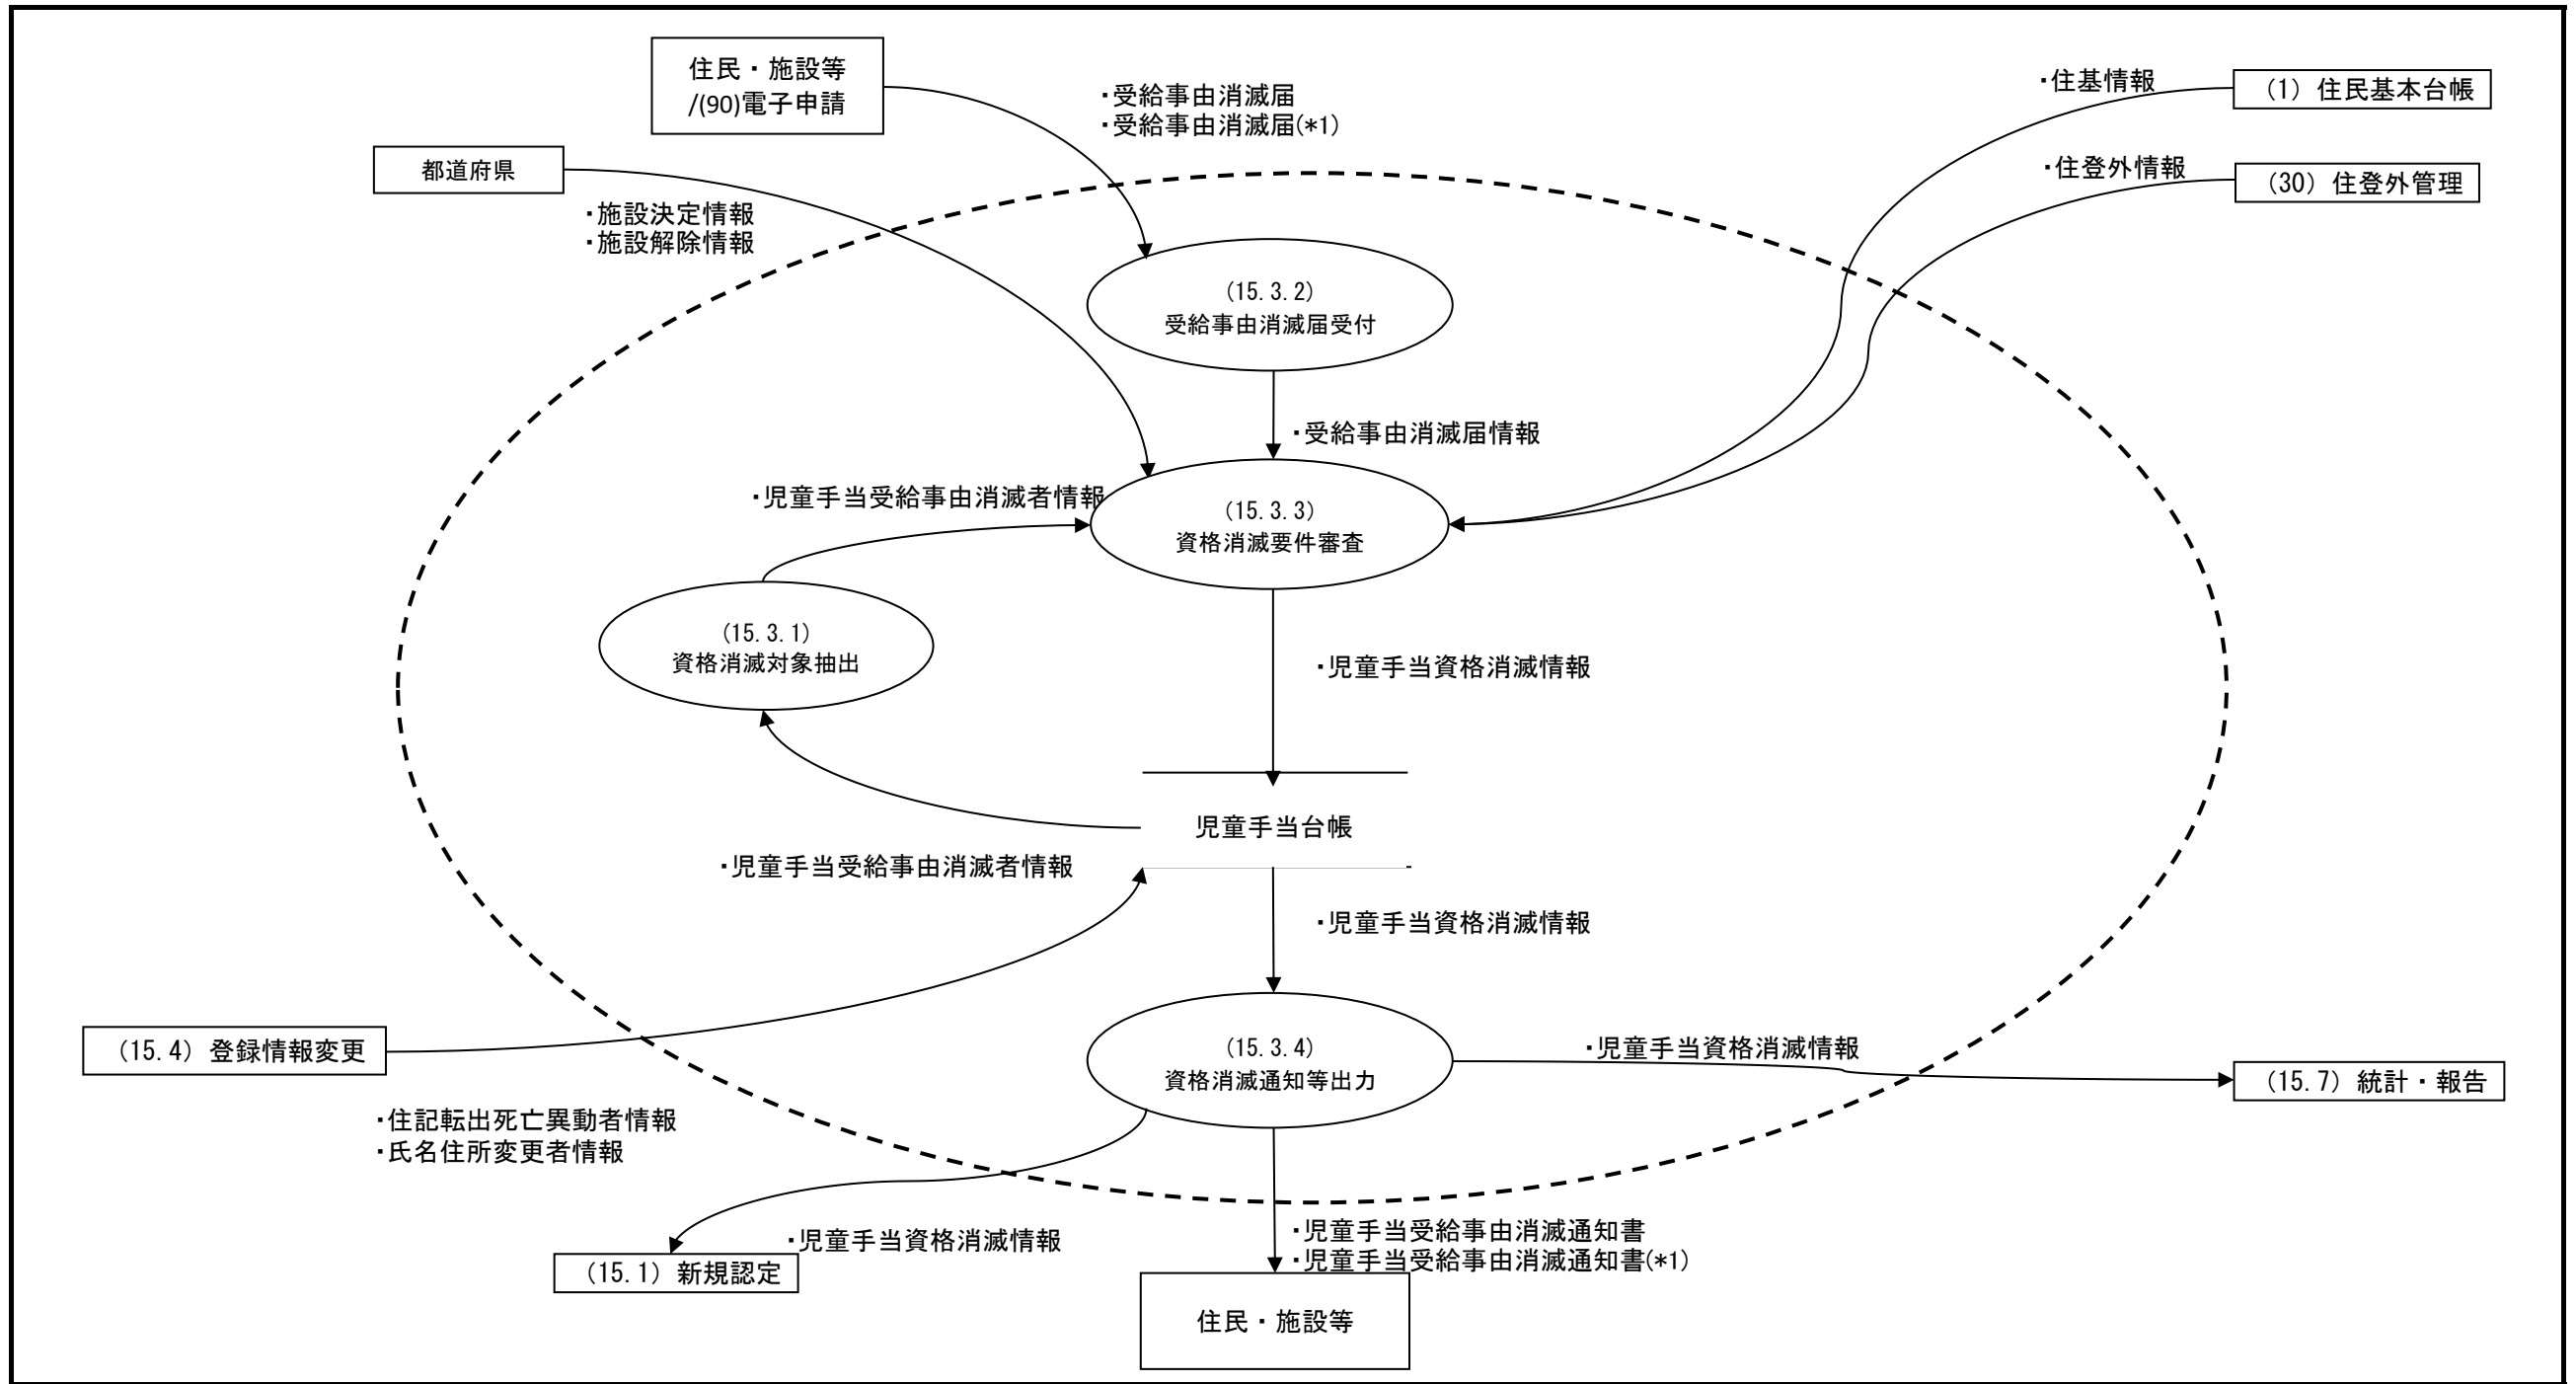 住民・施設等
/(90)電子申請
・受給事由消滅届
・受給事由消滅届(*1)
・住基情報
(1) 住民基本台帳
都道府県
・施設決定情報
・施設解除情報
・住登外情報
(30) 住登外管理
(15.3.2)
受給事由消滅届受付
・受給事由消滅届情報
・児童手当受給事由消滅者情報
(15.3.3)
資格消滅要件審査
(15.3.1)
資格消滅対象抽出
・児童手当資格消滅情報
児童手当台帳
・児童手当受給事由消滅者情報
・児童手当資格消滅情報
(15.4) 登録情報変更
(15.3.4)
資格消滅通知等出力
・児童手当資格消滅情報
(15.7) 統計・報告
・住記転出死亡異動者情報
・氏名住所変更者情報
・児童手当資格消滅情報
(15.1) 新規認定
・児童手当受給事由消滅通知書
・児童手当受給事由消滅通知書(*1)
住民・施設等